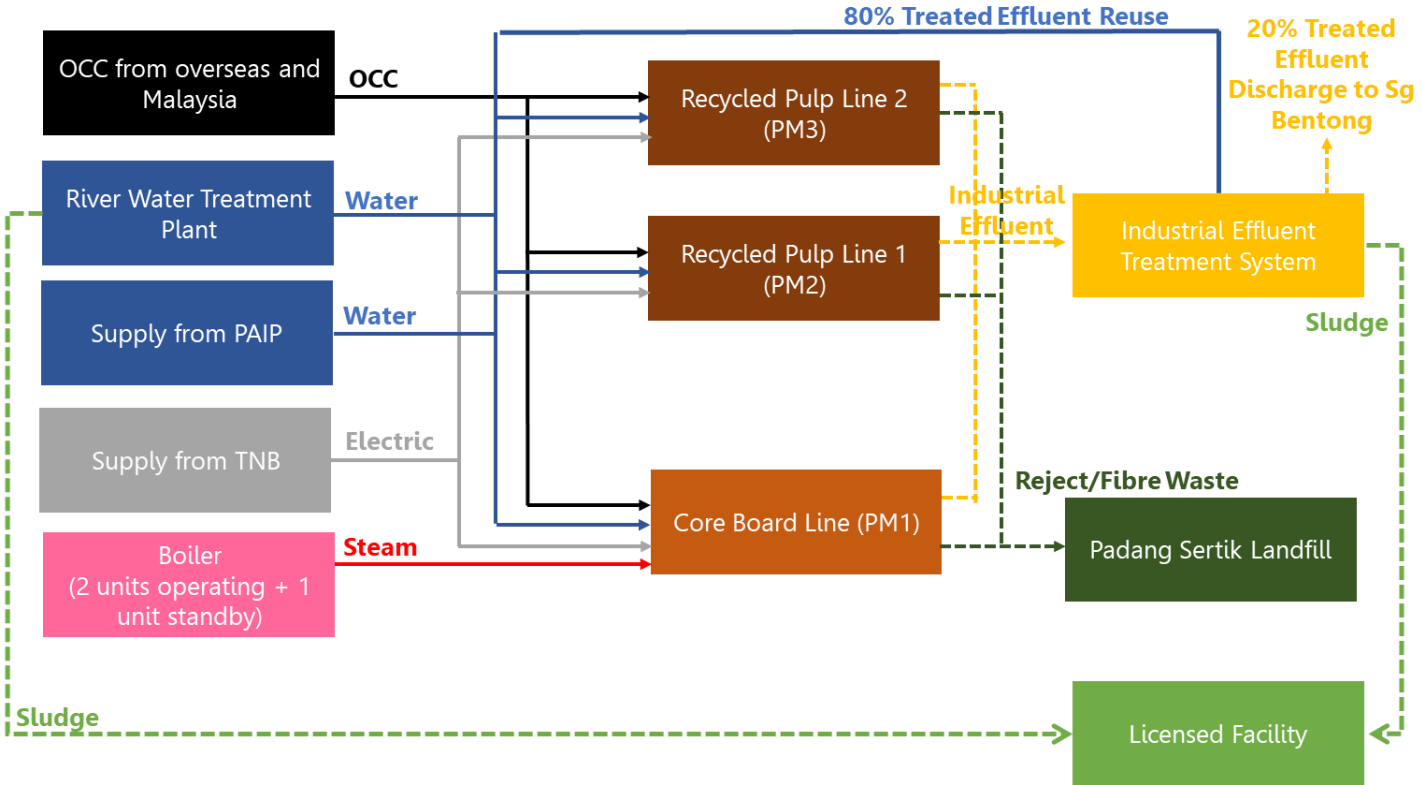 80% Treated Effluent Reuse
20% Treated
Effluent
Discharge to Sg
Bentong
OCC from overseas and
Malaysia
OCC
Recycled Pulp Line 2
(PM3)
River Water Treatment
Plant
Water
Industrial
Effluent
Recycled Pulp Line 1
(PM2)
Industrial Effluent
Treatment System
Supply from PAIP
Water
Sludge
Supply from TNB
Electric
Core Board Line (PM1)
Reject/Fibre Waste
Padang Sertik Landfill
Boiler
(2 units operating + 1
unit standby)
Steam
Sludge
Licensed Facility